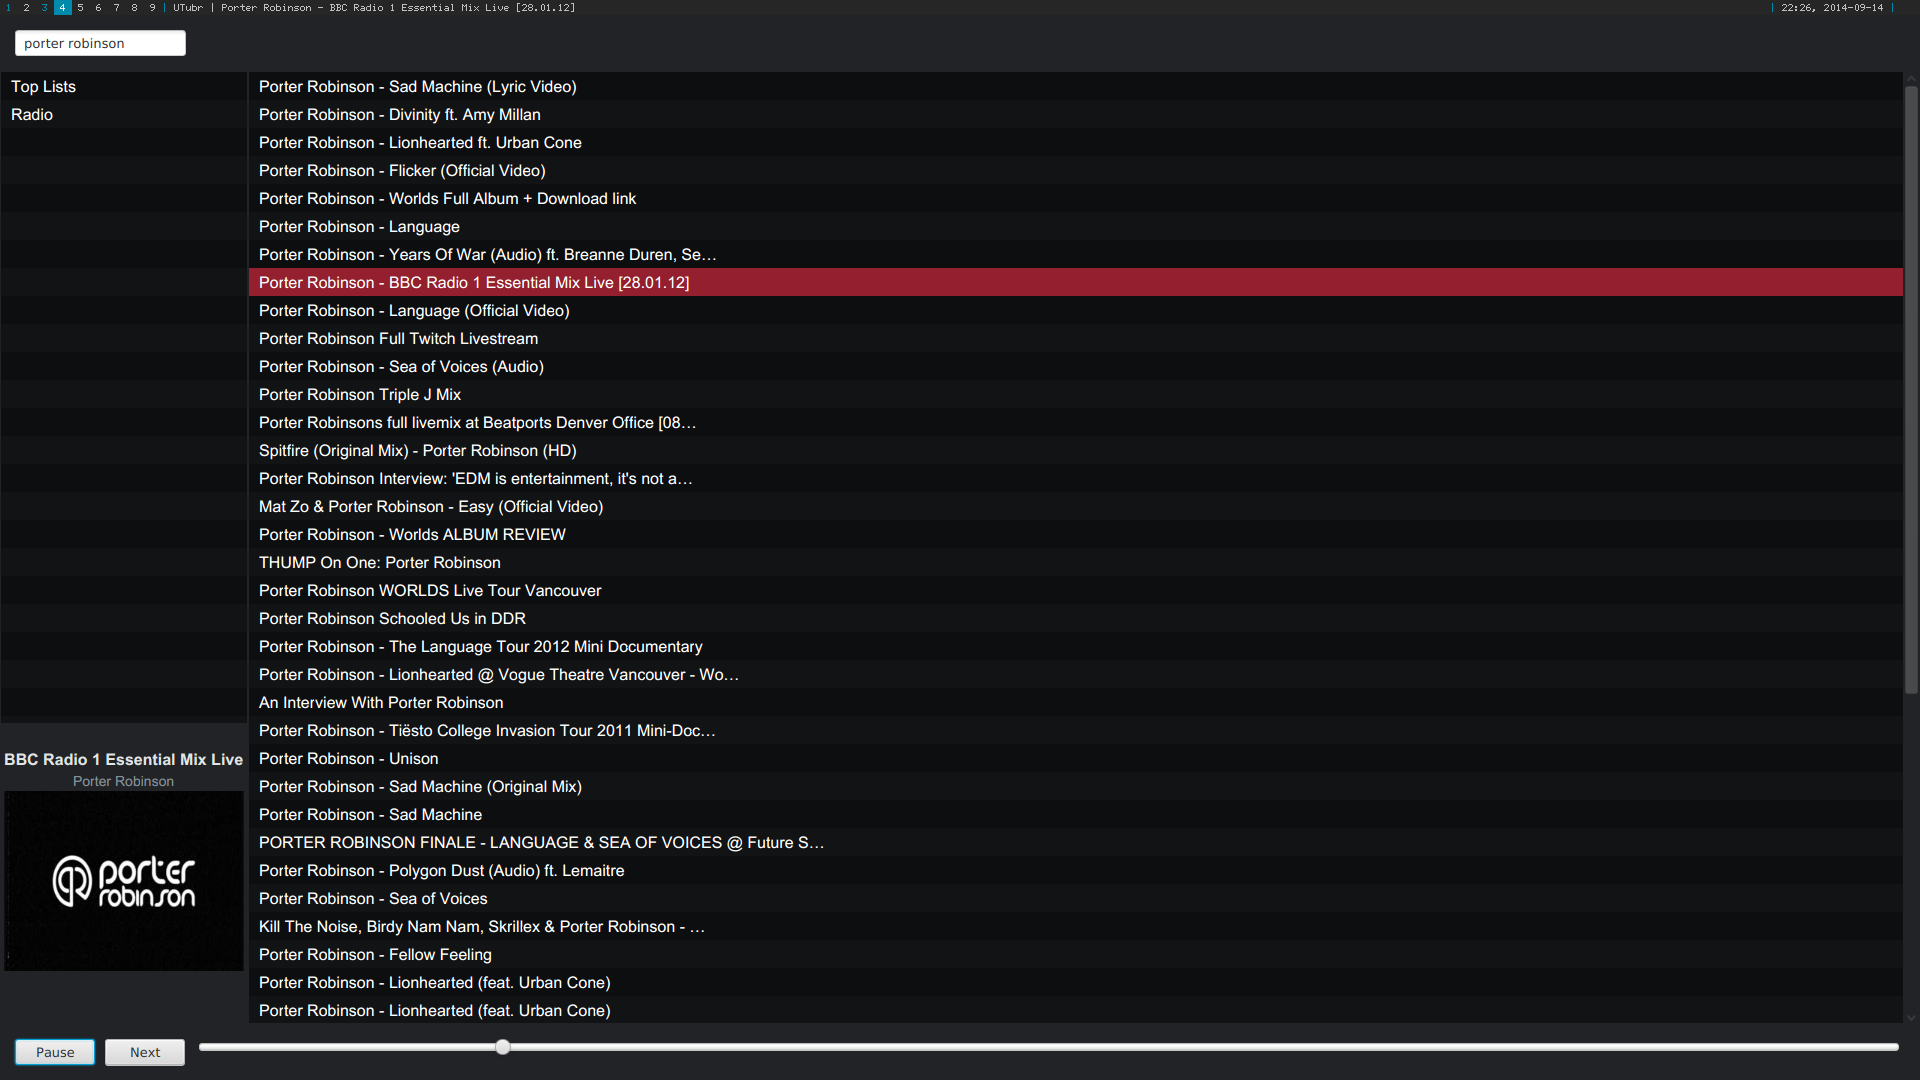 1 2 3 4 5 6 7 8 9 | UTubr | Porter Robinson - BBC Radio 1 Essential Mix Live [28.01.12] | 22:26, 2014-09-14 |
porter robinson
Top Lists
Radio
Porter Robinson - Sad Machine (Lyric Video)
Porter Robinson - Divinity ft. Amy Millan
Porter Robinson - Lionhearted ft. Urban Cone
Porter Robinson - Flicker (Official Video)
Porter Robinson - Worlds Full Album + Download link
Porter Robinson - Language
Porter Robinson - Years Of War (Audio) ft. Breanne Duren, Se…
Porter Robinson - BBC Radio 1 Essential Mix Live [28.01.12]
Porter Robinson - Language (Official Video)
Porter Robinson Full Twitch Livestream
Porter Robinson - Sea of Voices (Audio)
Porter Robinson Triple J Mix
Porter Robinsons full livemix at Beatports Denver Office [08…
Spitfire (Original Mix) - Porter Robinson (HD)
Porter Robinson Interview: 'EDM is entertainment, it's not a…
Mat Zo & Porter Robinson - Easy (Official Video)
Porter Robinson - Worlds ALBUM REVIEW
THUMP On One: Porter Robinson
Porter Robinson WORLDS Live Tour Vancouver
Porter Robinson Schooled Us in DDR
Porter Robinson - The Language Tour 2012 Mini Documentary
Porter Robinson - Lionhearted @ Vogue Theatre Vancouver - Wo…
An Interview With Porter Robinson
Porter Robinson - Tiësto College Invasion Tour 2011 Mini-Doc…
Porter Robinson - Unison
Porter Robinson - Sad Machine (Original Mix)
Porter Robinson - Sad Machine
PORTER ROBINSON FINALE - LANGUAGE & SEA OF VOICES @ Future S…
Porter Robinson - Polygon Dust (Audio) ft. Lemaitre
Porter Robinson - Sea of Voices
Kill The Noise, Birdy Nam Nam, Skrillex & Porter Robinson - …
Porter Robinson - Fellow Feeling
Porter Robinson - Lionhearted (feat. Urban Cone)
Porter Robinson - Lionhearted (feat. Urban Cone)
BBC Radio 1 Essential Mix Live
Porter Robinson
porter
robinson
Pause
Next